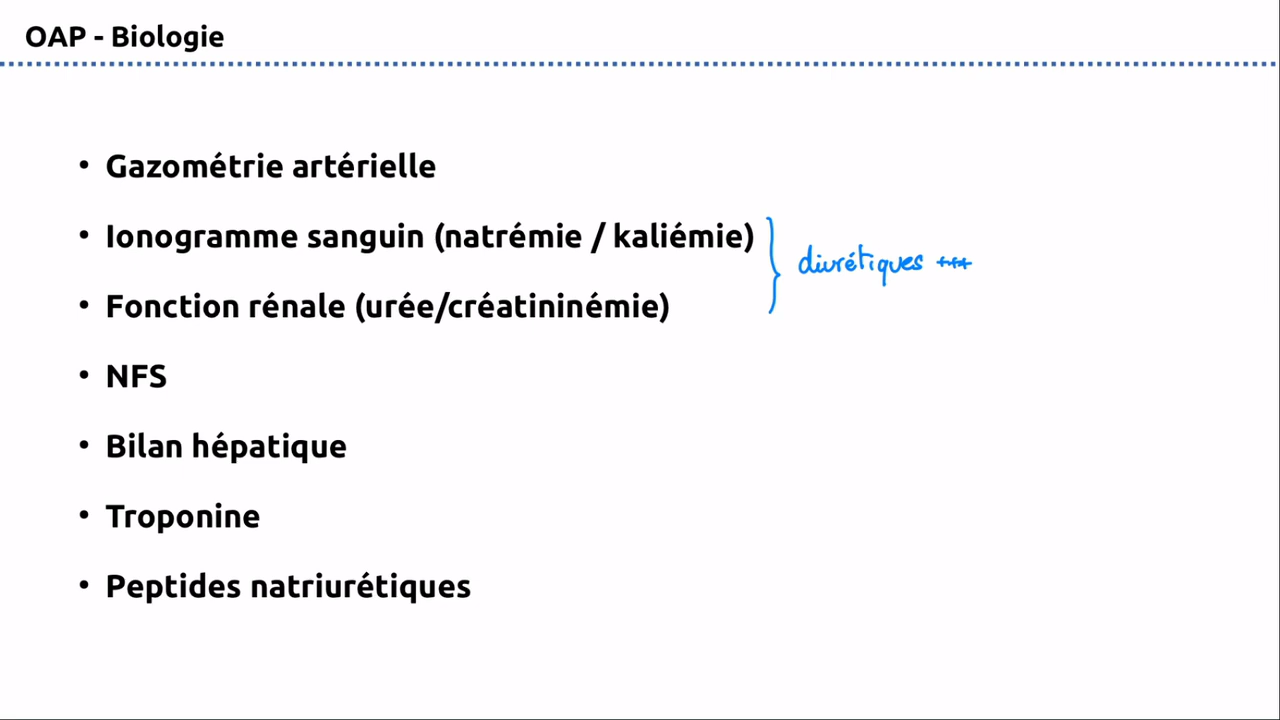 OAP - Biologie
• Gazométrie artérielle
• Ionogramme sanguin (natrémie / kaliémie)
• Fonction rénale (urée/créatininémie)
diurétiques +++
• NFS
• Bilan hépatique
• Troponine
• Peptides natriurétiques